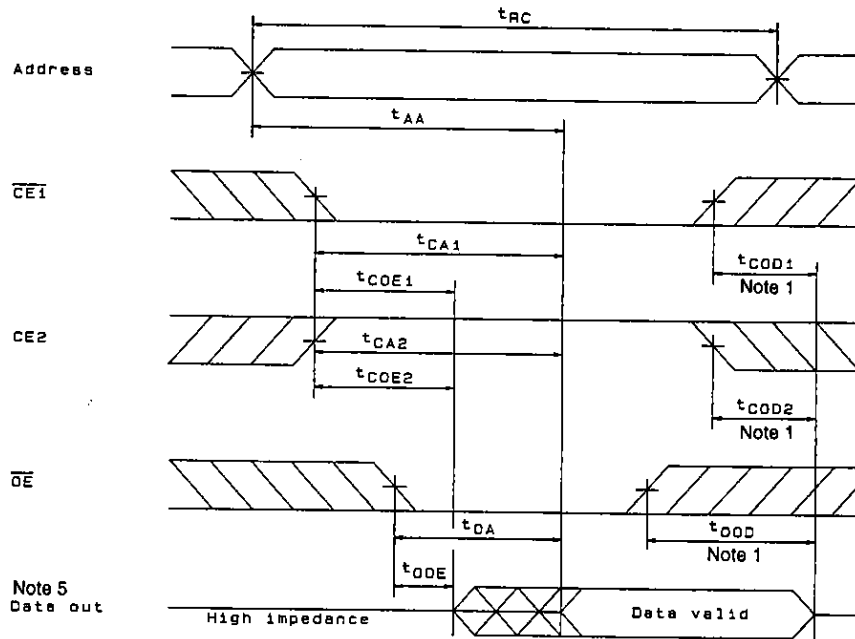 tRC
Address
tAA
CE1
tCA1
tCOE1
tCOD1
Note 1
CE2
tCA2
tCOE2
tCOD2
Note 1
OE
tOA
tOOD
Note 1
tOOE
Note 5
Data out
High impedance
Data valid